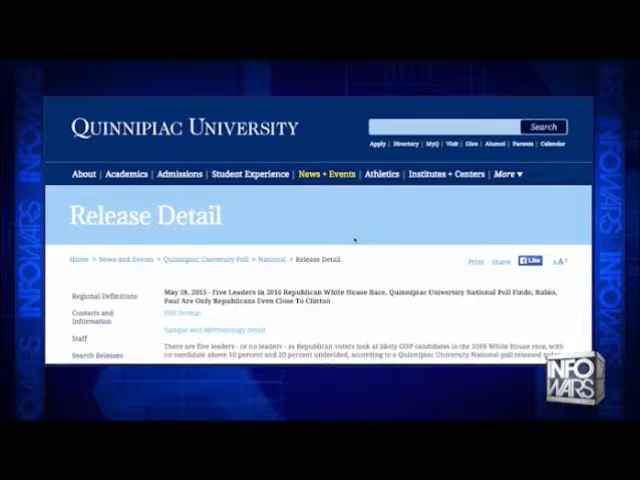 QUINNIPIAC UNIVERSITY
Search
Apply | Directory | MyQ | Visit | Give | Alumni | Parents | Calendar
About | Academics | Admissions | Student Experience | News + Events | Athletics | Institutes + Centers | More ▼
Release Detail
Home > News and Events > Quinnipiac University Poll > National > Release Detail
Print Share Like AA
Regional Definitions
Contacts and
Information
Staff
Search Releases
May 28, 2015 - Five Leaders In 2016 Republican White House Race, Quinnipiac University National Poll Finds; Rubio,
Paul Are Only Republicans Even Close To Clinton
PDF format
Sample and Methodology detail
There are five leaders - or no leaders - as Republican voters look at likely GOP candidates in the 2016 White House race, with
no candidate above 10 percent and 20 percent undecided, according to a Quinnipiac University National poll released
INFO
WARS
INFOWARS
INFOWARS